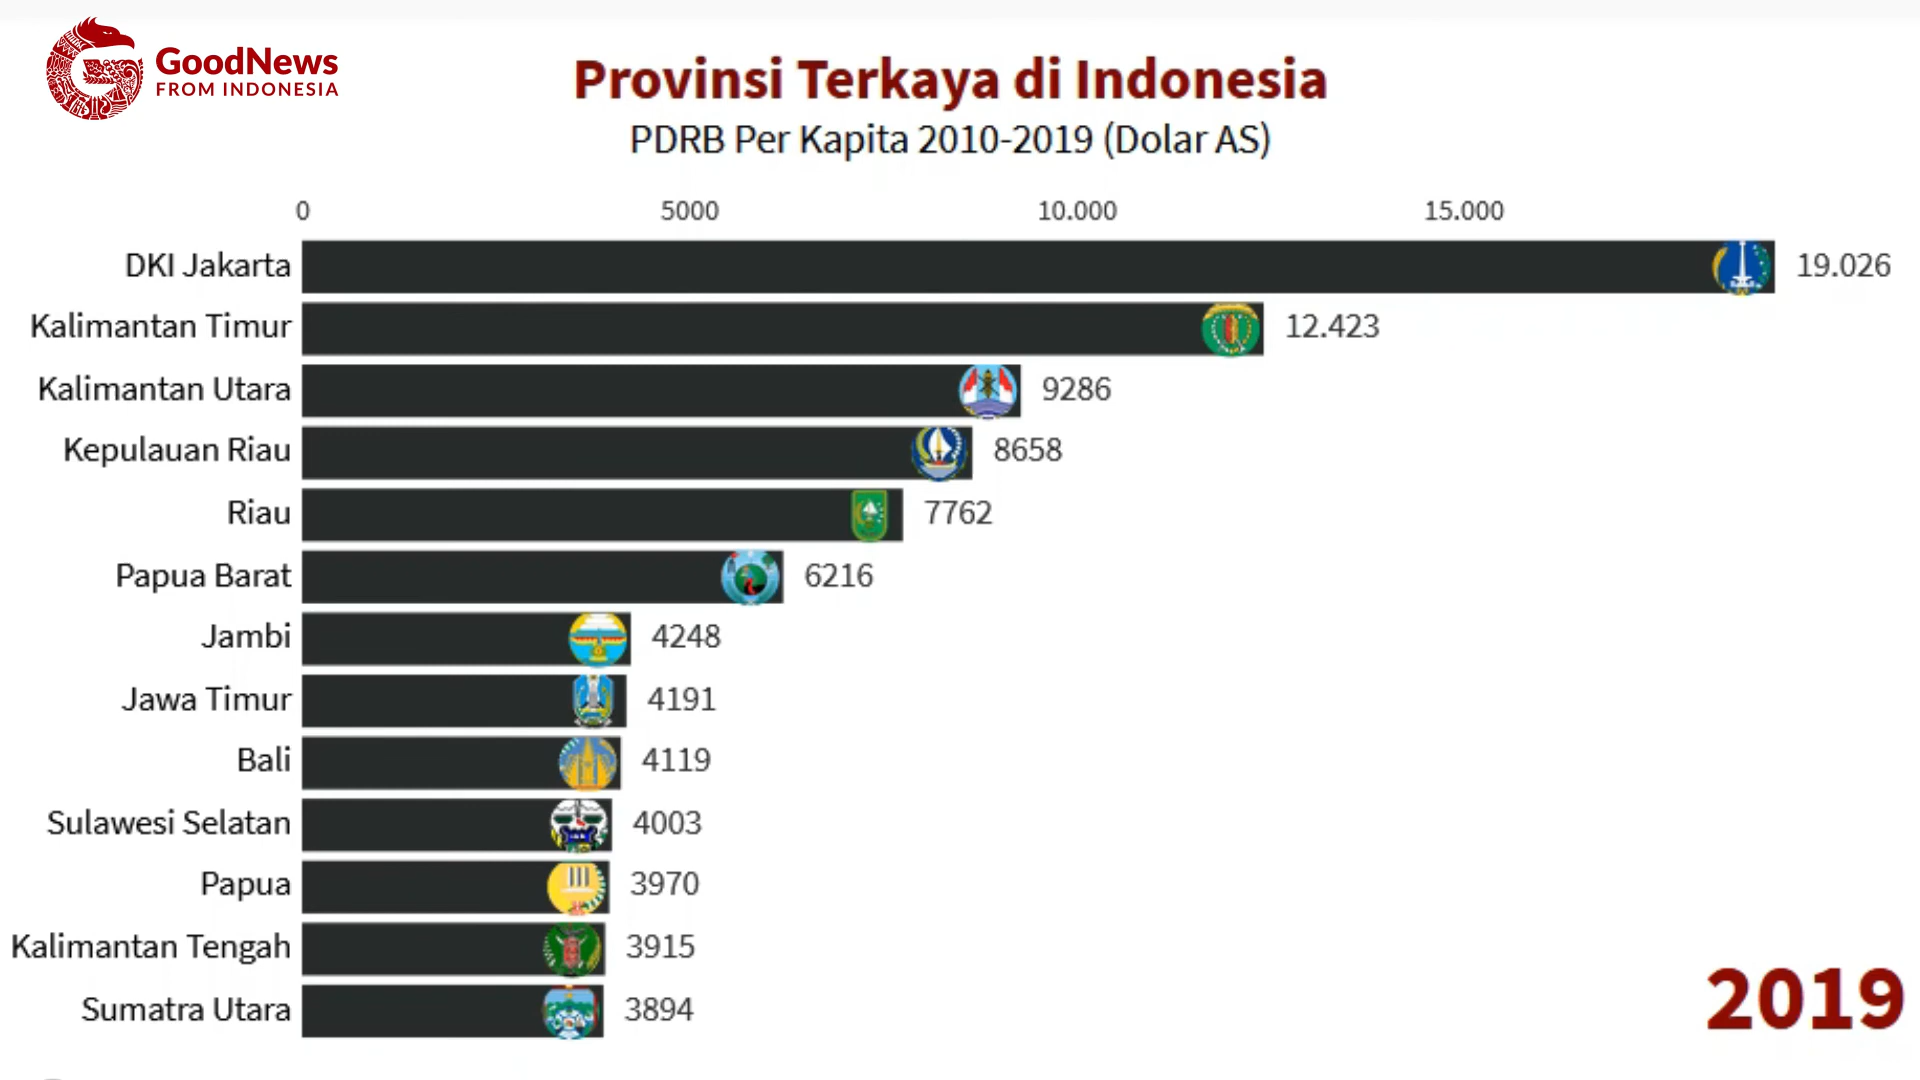 GoodNews
FROM INDONESIA
Provinsi Terkaya di Indonesia
PDRB Per Kapita 2010-2019 (Dolar AS)
0 5000 10.000 15.000
DKI Jakarta 19.026
Kalimantan Timur 12.423
Kalimantan Utara 9286
Kepulauan Riau 8658
Riau 7762
Papua Barat 6216
Jambi 4248
Jawa Timur 4191
Bali 4119
Sulawesi Selatan 4003
Papua 3970
Kalimantan Tengah 3915
Sumatra Utara 3894
2019